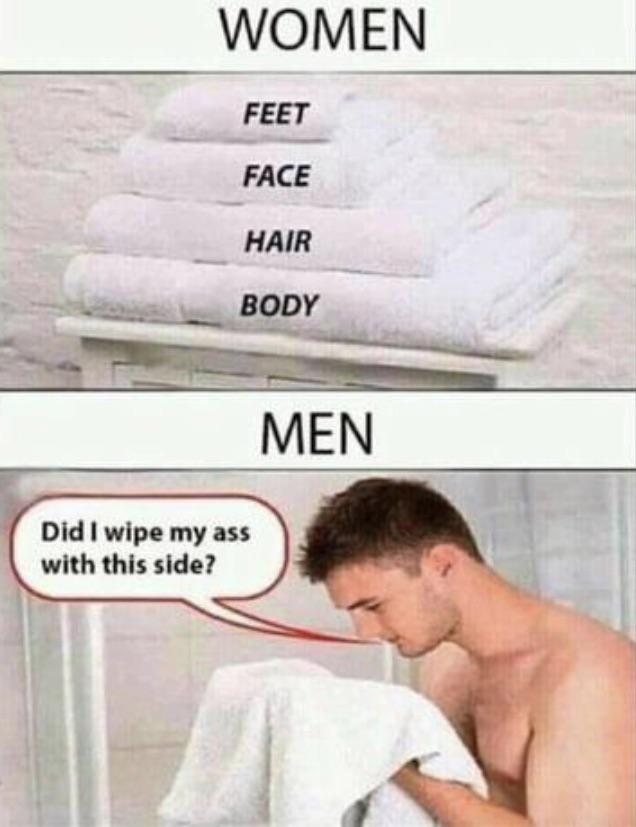 WOMEN
FEET
FACE
HAIR
BODY
MEN
Did I wipe my ass
with this side?